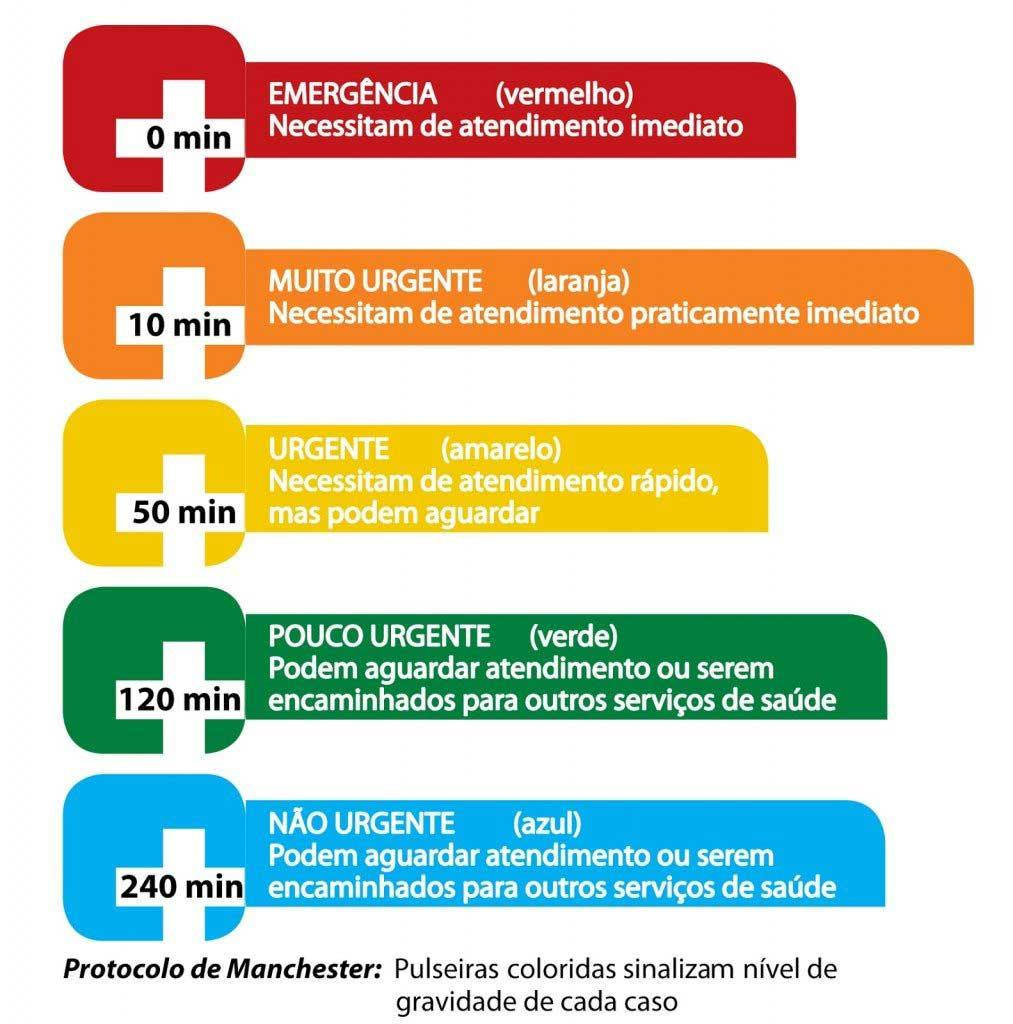 EMERGÊNCIA (vermelho)
0 min Necessitam de atendimento imediato
MUITO URGENTE (laranja)
10 min Necessitam de atendimento praticamente imediato
URGENTE (amarelo)
Necessitam de atendimento rápido,
50 min mas podem aguardar
POUCO URGENTE (verde)
Podem aguardar atendimento ou serem
120 min encaminhados para outros serviços de saúde
NÃO URGENTE (azul)
Podem aguardar atendimento ou serem
240 min encaminhados para outros serviços de saúde
Protocolo de Manchester: Pulseiras coloridas sinalizam nível de
gravidade de cada caso